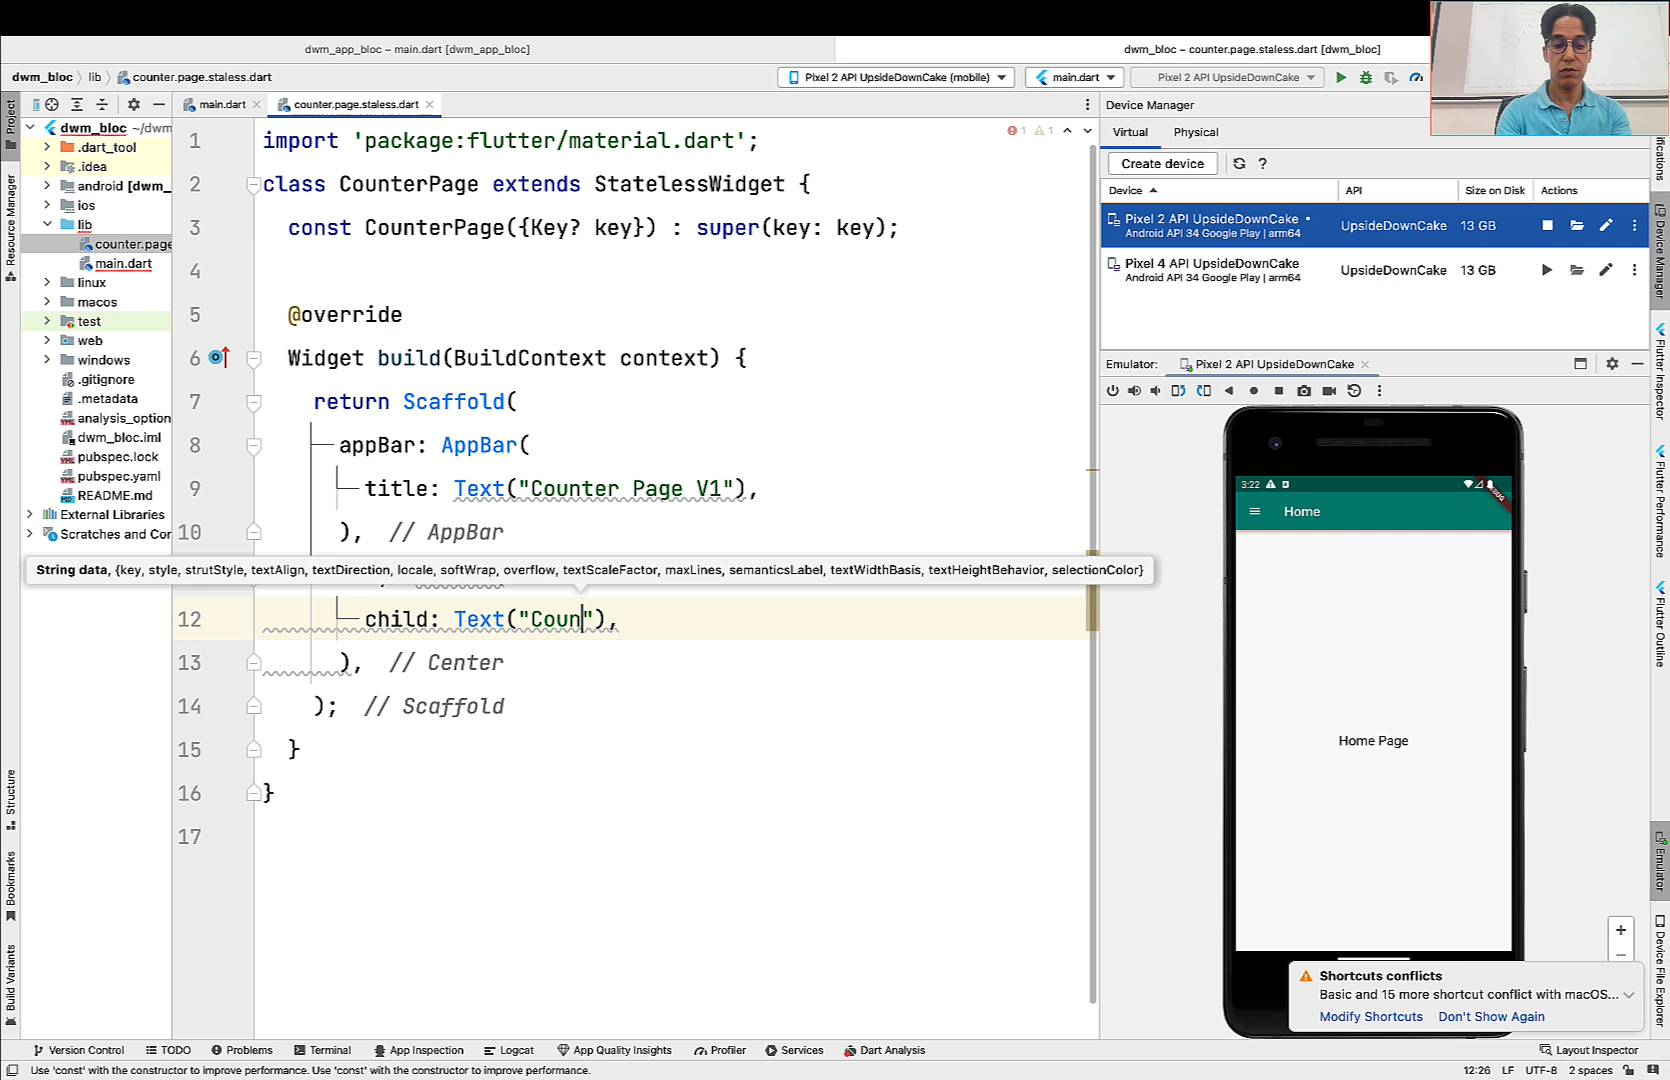 dwm_app_bloc – main.dart [dwm_app_bloc]
dwm_bloc – counter.page.staless.dart [dwm_bloc]
dwm_bloc
lib
counter.page.staless.dart
Pixel 2 API UpsideDownCake (mobile)
main.dart
Pixel 2 API UpsideDownCake
main.dart
counter.page.staless.dart
Device Manager
Project
dwm_bloc ~/dwm
.dart_tool
.idea
android [dwm_
ios
lib
counter.page
main.dart
linux
macos
test
web
windows
.gitignore
.metadata
analysis_option
dwm_bloc.iml
pubspec.lock
pubspec.yaml
README.md
External Libraries
Scratches and Cor
Resource Manager
Structure
Bookmarks
Build Variants
1 import 'package:flutter/material.dart';
2 class CounterPage extends StatelessWidget {
3 const CounterPage({Key? key}) : super(key: key);
4
5 @override
6 Widget build(BuildContext context) {
7 return Scaffold(
8 appBar: AppBar(
9 title: Text("Counter Page V1"),
10 ), // AppBar
String data, {key, style, strutStyle, textAlign, textDirection, locale, softWrap, overflow, textScaleFactor, maxLines, semanticsLabel, textWidthBasis, textHeightBehavior, selectionColor}
12 child: Text("Coun"),
13 ), // Center
14 ); // Scaffold
15 }
16 }
17
1 1
Virtual
Physical
Create device
?
Device
API
Size on Disk
Actions
Pixel 2 API UpsideDownCake
Android API 34 Google Play | arm64
UpsideDownCake
13 GB
Pixel 4 API UpsideDownCake
Android API 34 Google Play | arm64
UpsideDownCake
13 GB
Emulator:
Pixel 2 API UpsideDownCake
3:22
Home
Home Page
+
Shortcuts conflicts
Basic and 15 more shortcut conflict with macOS...
Modify Shortcuts
Don't Show Again
Device Manager
Flutter Inspector
Flutter Performance
Flutter Outline
Emulator
Device File Explorer
Version Control
TODO
Problems
Terminal
App Inspection
Logcat
App Quality Insights
Profiler
Services
Dart Analysis
Layout Inspector
Use 'const' with the constructor to improve performance. Use 'const' with the constructor to improve performance.
12:26
LF
UTF-8
2 spaces